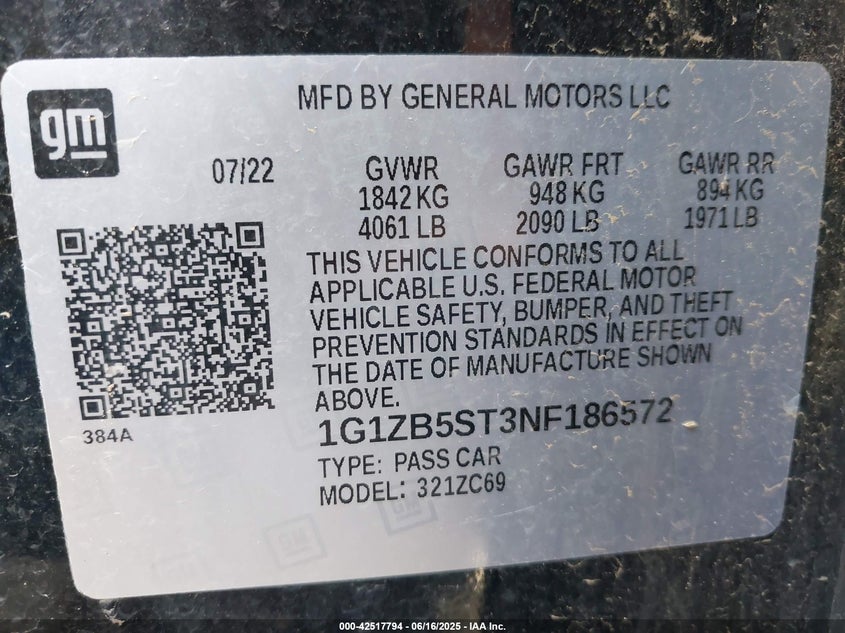 gm
MFD BY GENERAL MOTORS LLC
07/22 GVWR GAWR FRT GAWR RR
1842 KG 948 KG 894 KG
4061 LB 2090 LB 1971 LB
THIS VEHICLE CONFORMS TO ALL
APPLICABLE U.S. FEDERAL MOTOR
VEHICLE SAFETY, BUMPER, AND THEFT
PREVENTION STANDARDS IN EFFECT ON
THE DATE OF MANUFACTURE SHOWN
ABOVE.
384A
1G1ZB5ST3NF186572
TYPE: PASS CAR
MODEL: 321ZC69
GM
GM
000-42517794 - 06/16/2025 - IAA Inc.